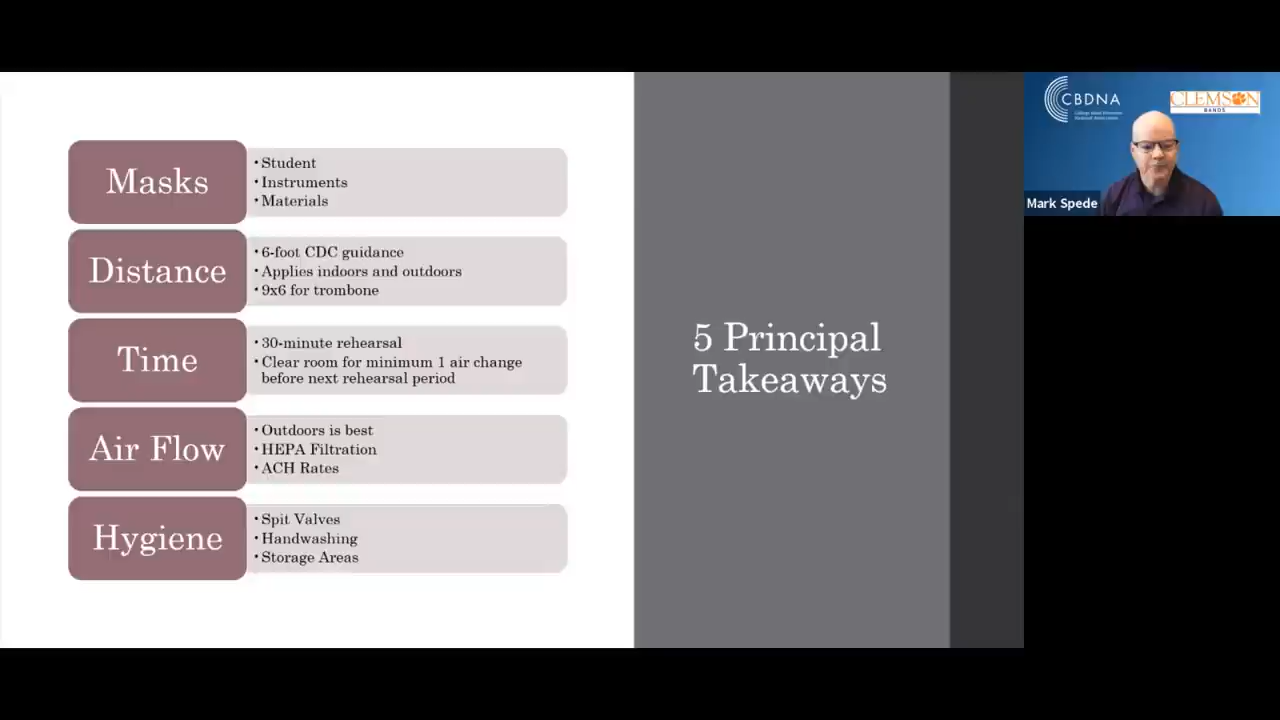 Masks
• Student
• Instruments
• Materials
Distance
• 6-foot CDC guidance
• Applies indoors and outdoors
• 9x6 for trombone
Time
• 30-minute rehearsal
• Clear room for minimum 1 air change
before next rehearsal period
Air Flow
• Outdoors is best
• HEPA Filtration
• ACH Rates
Hygiene
• Spit Valves
• Handwashing
• Storage Areas
5 Principal
Takeaways
CBDNA
CLEMSON
BANDS
Mark Spede